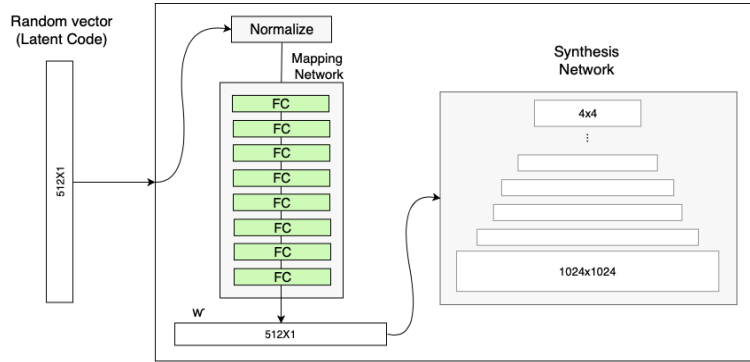 Random vector
(Latent Code)
512X1
Normalize
Mapping
Network
FC
FC
FC
FC
FC
FC
FC
FC
w
512X1
Synthesis
Network
4x4
...
1024x1024